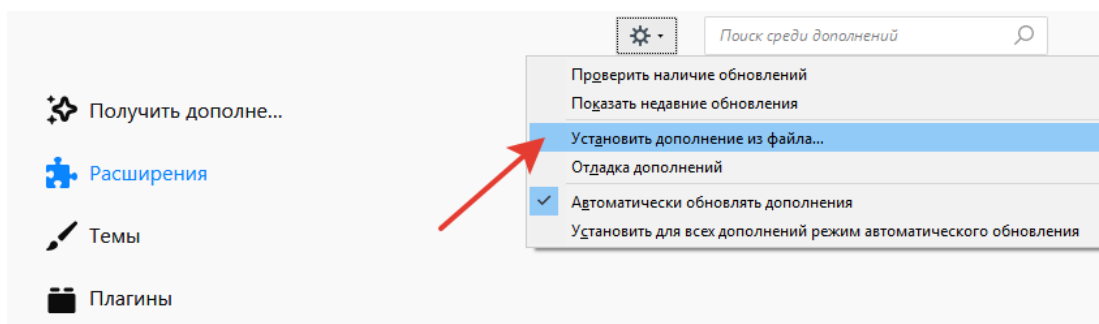 Поиск среди дополнений
Проверить наличие обновлений
Показать недавние обновления
Установить дополнение из файла...
Отладка дополнений
Автоматически обновлять дополнения
Установить для всех дополнений режим автоматического обновления
Получить дополне...
Расширения
Темы
Плагины